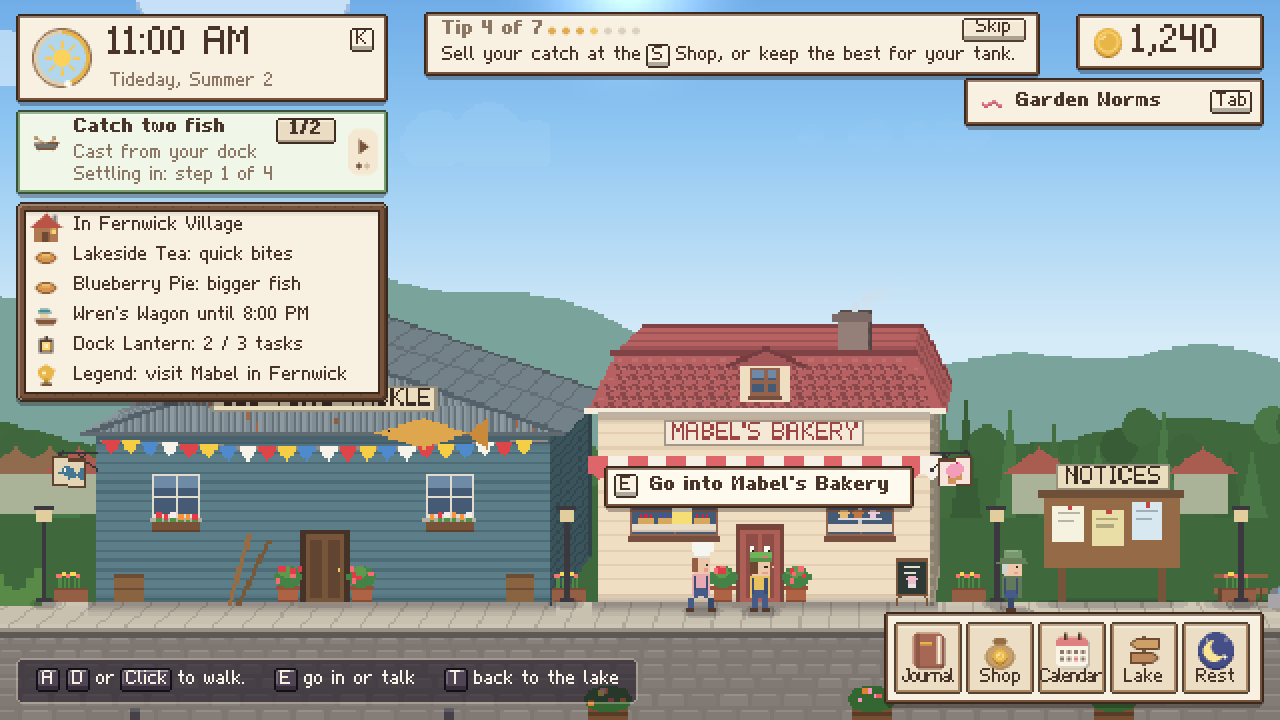 11:00 AM
K
Tideday, Summer 2
Tip 4 of 7
Skip
Sell your catch at the S Shop, or keep the best for your tank.
1,240
Garden Worms
Tab
Catch two fish
1/2
Cast from your dock
Settling in: step 1 of 4
In Fernwick Village
Lakeside Tea: quick bites
Blueberry Pie: bigger fish
Wren's Wagon until 8:00 PM
Dock Lantern: 2 / 3 tasks
Legend: visit Mabel in Fernwick
KLE
MABEL'S BAKERY
E Go into Mabel's Bakery
NOTICES
A D or Click to walk.
E go in or talk
T back to the lake
Journal
Shop
Calendar
Lake
Rest